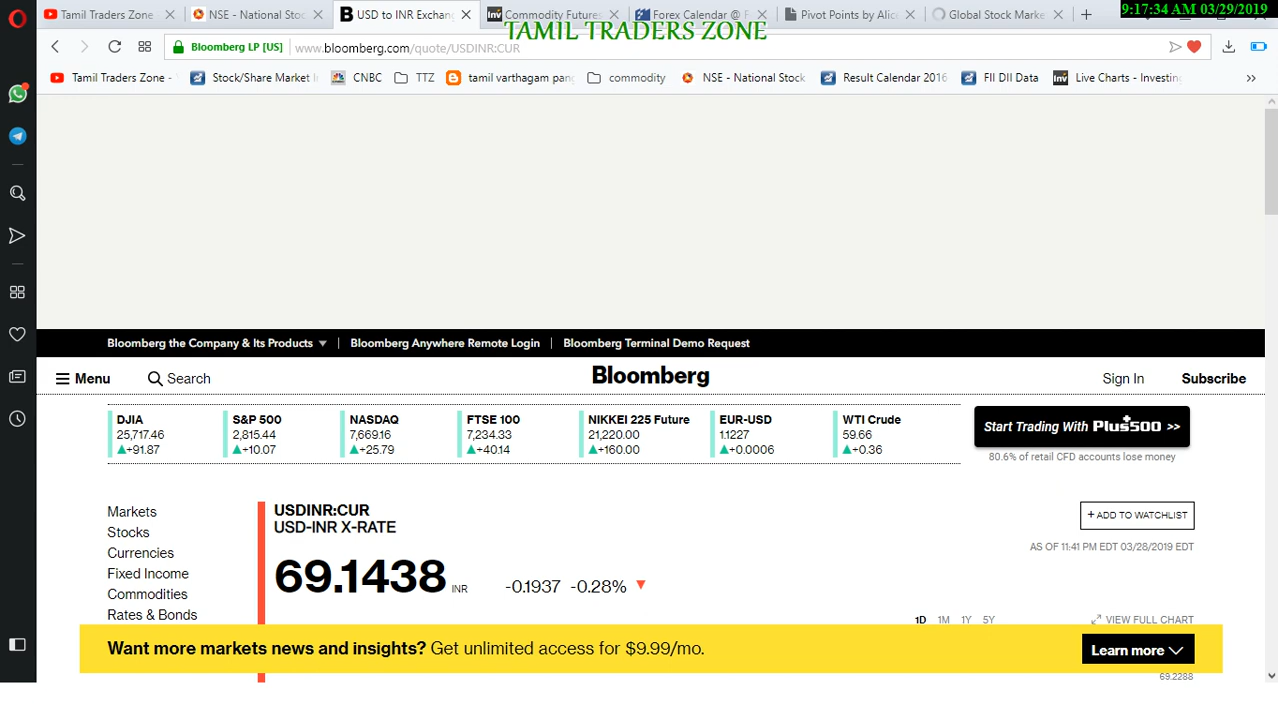 Tamil Traders Zone
NSE - National Stoc
USD to INR Exchan
Commodity Futures
Forex Calendar @ F
Pivot Points by Alic
Global Stock Marke
9:17:34 AM 03/29/2019
TAMIL TRADERS ZONE
Bloomberg LP [US]
www.bloomberg.com/quote/USDINR:CUR
Tamil Traders Zone -
Stock/Share Market I
CNBC
TTZ
tamil varthagam pan
commodity
NSE - National Stock
Result Calendar 2016
FII DII Data
Live Charts - Investin
Bloomberg the Company & Its Products
Bloomberg Anywhere Remote Login
Bloomberg Terminal Demo Request
Menu
Search
Bloomberg
Sign In
Subscribe
DJIA
25,717.46
+91.87
S&P 500
2,815.44
+10.07
NASDAQ
7,669.16
+25.79
FTSE 100
7,234.33
+40.14
NIKKEI 225 Future
21,220.00
+160.00
EUR-USD
1.1227
+0.0006
WTI Crude
59.66
+0.36
Start Trading With Plus500 >>
80.6% of retail CFD accounts lose money
Markets
Stocks
Currencies
Fixed Income
Commodities
Rates & Bonds
USDINR:CUR
USD-INR X-RATE
69.1438 INR -0.1937 -0.28%
+ ADD TO WATCHLIST
AS OF 11:41 PM EDT 03/28/2019 EDT
1D 1M 1Y 5Y
VIEW FULL CHART
Want more markets news and insights? Get unlimited access for $9.99/mo.
Learn more
69.2288